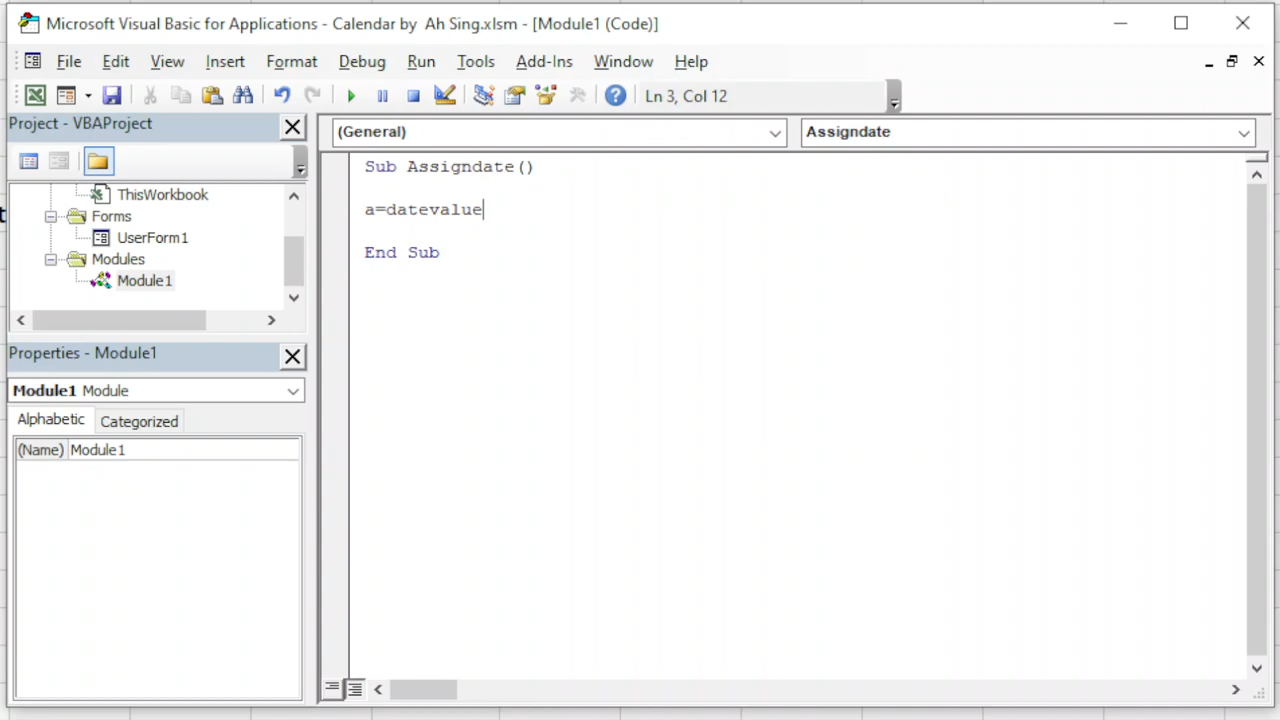 Microsoft Visual Basic for Applications - Calendar by Ah Sing.xlsm - [Module1 (Code)]
File Edit View Insert Format Debug Run Tools Add-Ins Window Help
Ln 3, Col 12
Project - VBAProject
(General)
Assigndate
ThisWorkbook
Forms
UserForm1
Modules
Module1
Properties - Module1
Module1 Module
Alphabetic Categorized
(Name) Module1
Sub Assigndate()
a=datevalue
End Sub